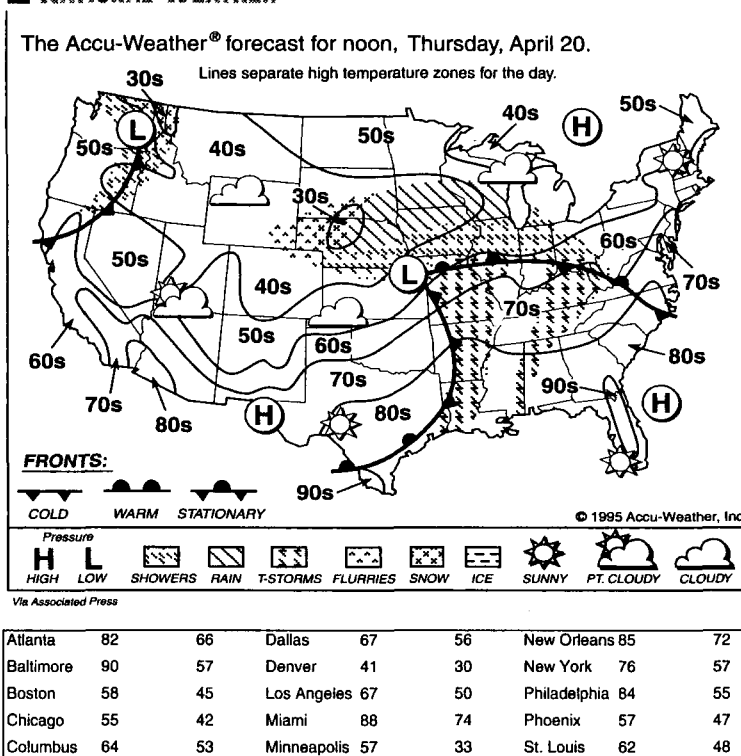 The Accu-Weather® forecast for noon, Thursday, April 20.
Lines separate high temperature zones for the day.
30s
40s
50s
H
L
50s
40s
50s
30s
60s
50s
L
70s
40s
70s
50s
60s
80s
60s
70s
90s
H
70s
80s
80s
H
90s
FRONTS:
COLD WARM STATIONARY
© 1995 Accu-Weather, Inc
Pressure
H L
HIGH LOW SHOWERS RAIN T-STORMS FLURRIES SNOW ICE SUNNY PT. CLOUDY CLOUDY
Via Associated Press
Atlanta 82 66 Dallas 67 56 New Orleans 85 72
Baltimore 90 57 Denver 41 30 New York 76 57
Boston 58 45 Los Angeles 67 50 Philadelphia 84 55
Chicago 55 42 Miami 88 74 Phoenix 57 47
Columbus 64 53 Minneapolis 57 33 St. Louis 62 48